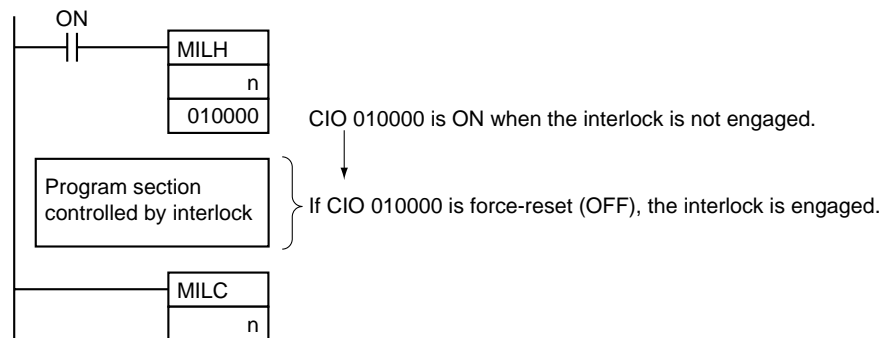 ON
MILH
n
010000
CIO 010000 is ON when the interlock is not engaged.
Program section
controlled by interlock
If CIO 010000 is force-reset (OFF), the interlock is engaged.
MILC
n